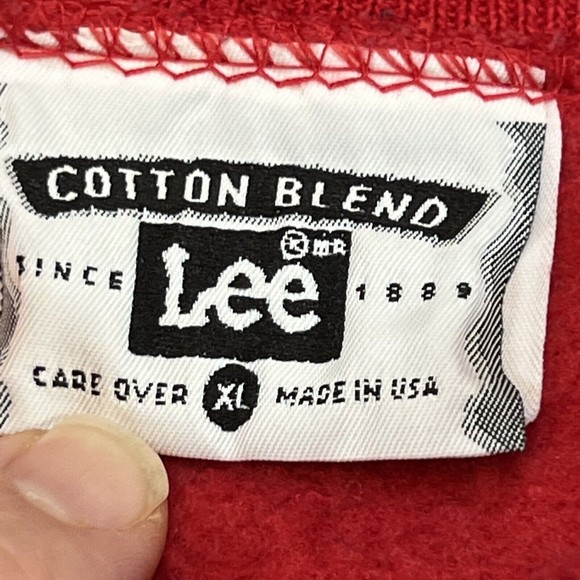 COTTON BLEND
® MR
Lee
SINCE 1889
CARE OVER XL MADE IN USA